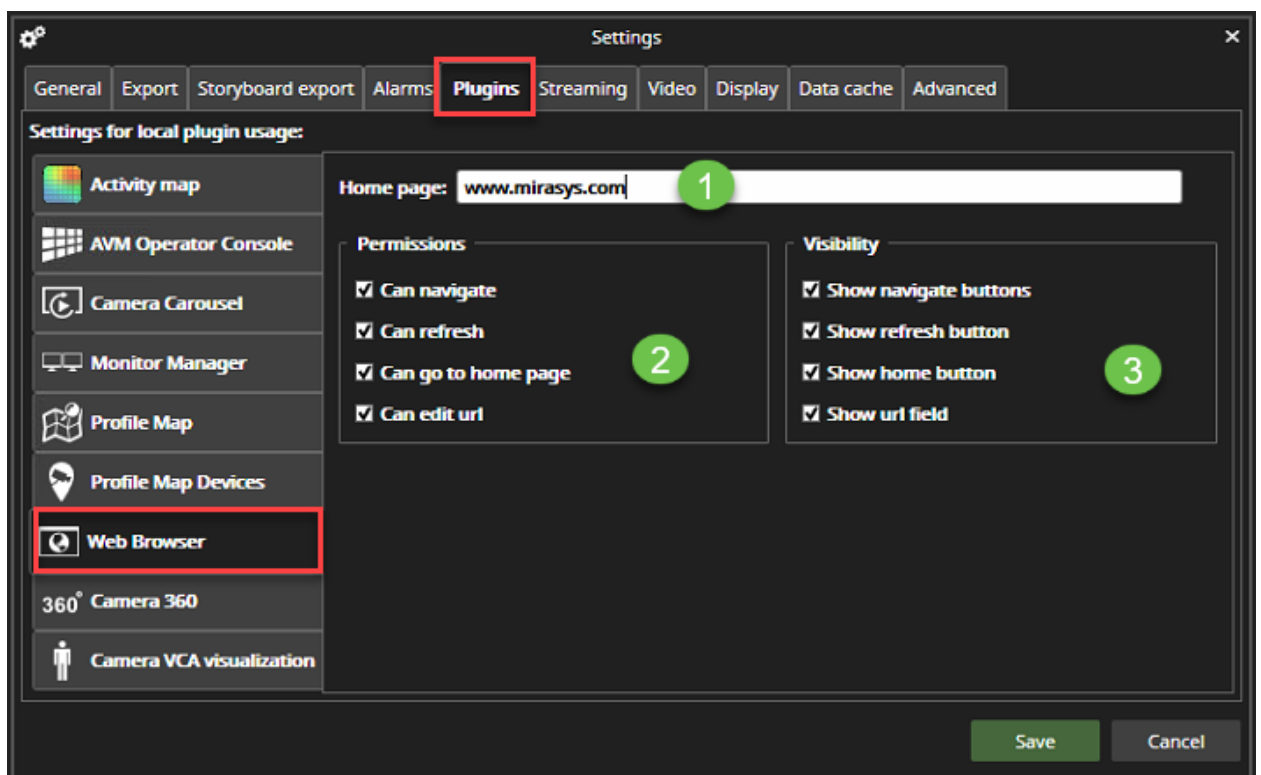 Settings
General Export Storyboard export Alarms Plugins Streaming Video Display Data cache Advanced
Settings for local plugin usage:
Activity map
AVM Operator Console
Camera Carousel
Monitor Manager
Profile Map
Profile Map Devices
Web Browser
360° Camera 360
Camera VCA visualization
Home page: www.mirasys.com 1
Permissions
Can navigate
Can refresh
Can go to home page
Can edit url
2
Visibility
Show navigate buttons
Show refresh button
Show home button
Show url field
3
Save Cancel